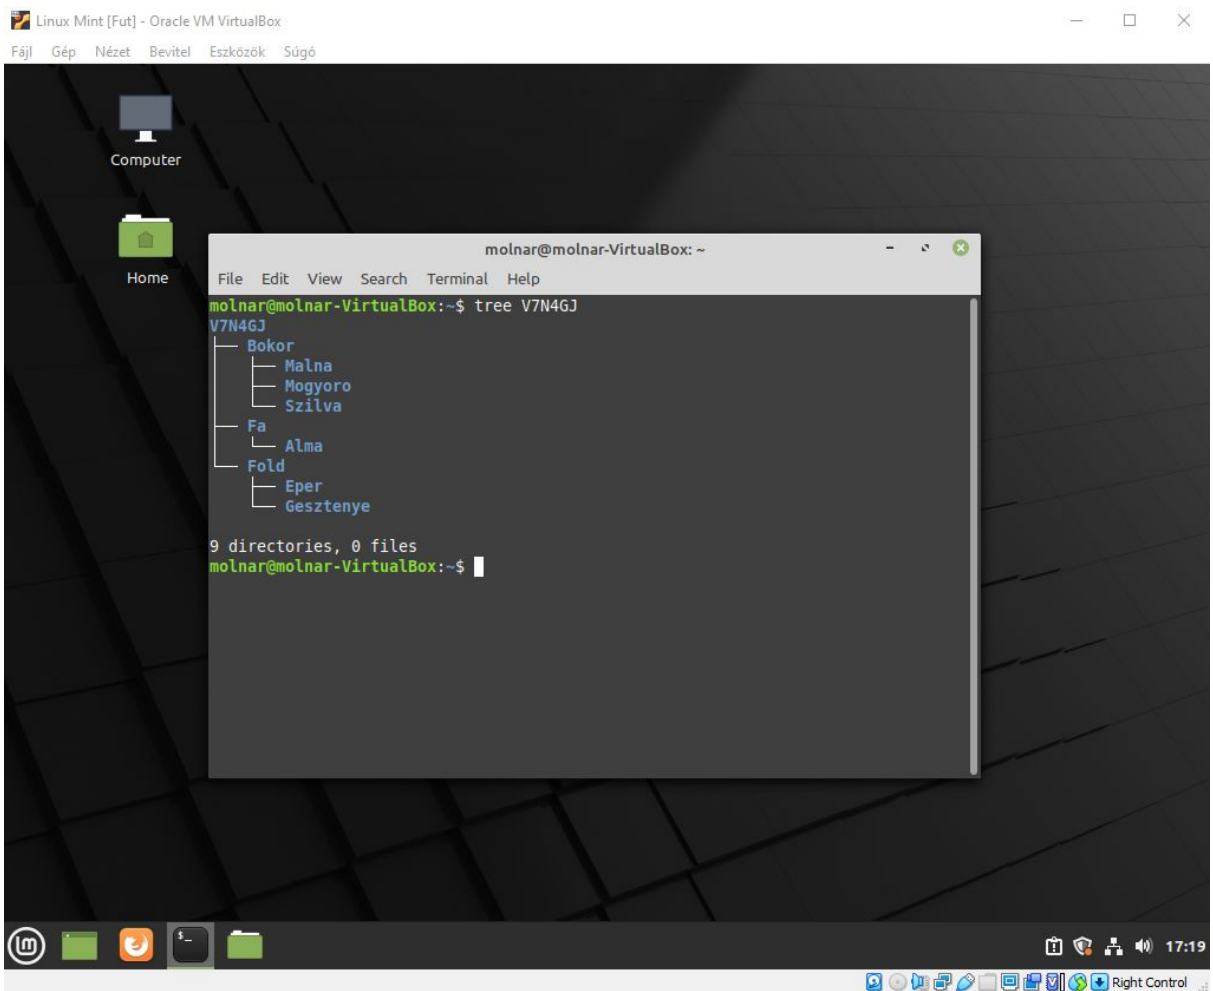 Linux Mint [Fut] - Oracle VM VirtualBox
Fájl Gép Nézet Bevitel Eszközök Súgó
Computer
Home
molnar@molnar-VirtualBox: ~
File Edit View Search Terminal Help
molnar@molnar-VirtualBox:~$ tree V7N4GJ
V7N4GJ
├── Bokor
│   ├── Malna
│   ├── Mogyoro
│   └── Szilva
├── Fa
│   └── Alma
└── Fold
    ├── Eper
    └── Gesztenye
9 directories, 0 files
molnar@molnar-VirtualBox:~$
$_
17:19
Right Control